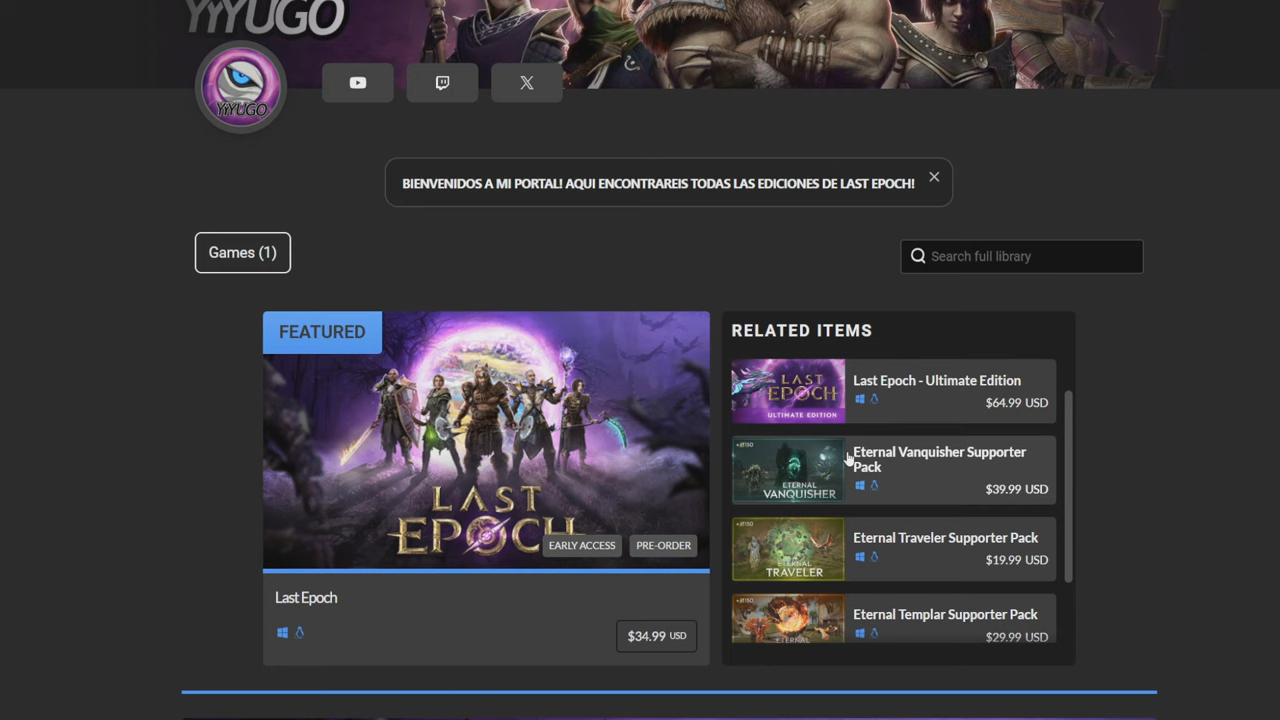 YiYUGO
YiYUGO
BIENVENIDOS A MI PORTAL! AQUI ENCONTRAREIS TODAS LAS EDICIONES DE LAST EPOCH!
Games (1)
Search full library
FEATURED
LAST
EPOCH
EARLY ACCESS
PRE-ORDER
Last Epoch
$34.99 USD
RELATED ITEMS
LAST
EPOCH
ULTIMATE EDITION
Last Epoch - Ultimate Edition
$64.99 USD
ETERNAL
VANQUISHER
Eternal Vanquisher Supporter
Pack
$39.99 USD
ETERNAL
TRAVELER
Eternal Traveler Supporter Pack
$19.99 USD
ETERNAL
Eternal Templar Supporter Pack
$29.99 USD